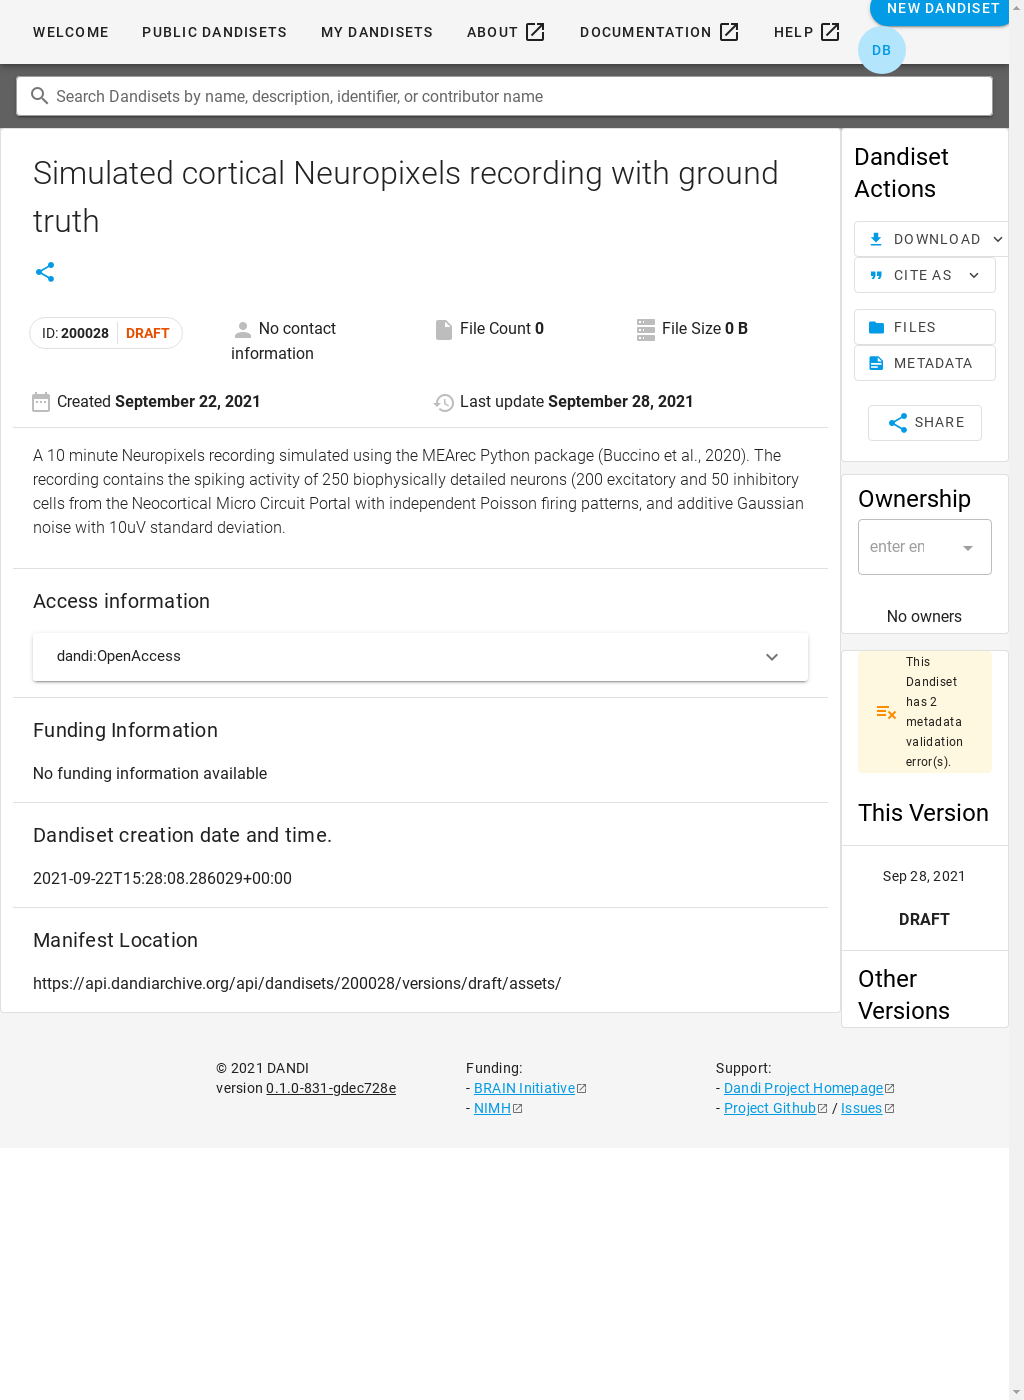 WELCOME PUBLIC DANDISETS MY DANDISETS ABOUT DOCUMENTATION HELP NEW DANDISET
DB
Search Dandisets by name, description, identifier, or contributor name
Simulated cortical Neuropixels recording with ground
truth
ID: 200028 DRAFT
No contact
information
File Count 0
File Size 0 B
Created September 22, 2021
Last update September 28, 2021
A 10 minute Neuropixels recording simulated using the MEArec Python package (Buccino et al., 2020). The
recording contains the spiking activity of 250 biophysically detailed neurons (200 excitatory and 50 inhibitory
cells from the Neocortical Micro Circuit Portal with independent Poisson firing patterns, and additive Gaussian
noise with 10uV standard deviation.
Access information
dandi:OpenAccess
Funding Information
No funding information available
Dandiset creation date and time.
2021-09-22T15:28:08.286029+00:00
Manifest Location
https://api.dandiarchive.org/api/dandisets/200028/versions/draft/assets/
Dandiset
Actions
DOWNLOAD
CITE AS
FILES
METADATA
SHARE
Ownership
enter en
No owners
This
Dandiset
has 2
metadata
validation
error(s).
This Version
Sep 28, 2021
DRAFT
Other
Versions
© 2021 DANDI
version 0.1.0-831-gdec728e
Funding:
- BRAIN Initiative
- NIMH
Support:
- Dandi Project Homepage
- Project Github / Issues